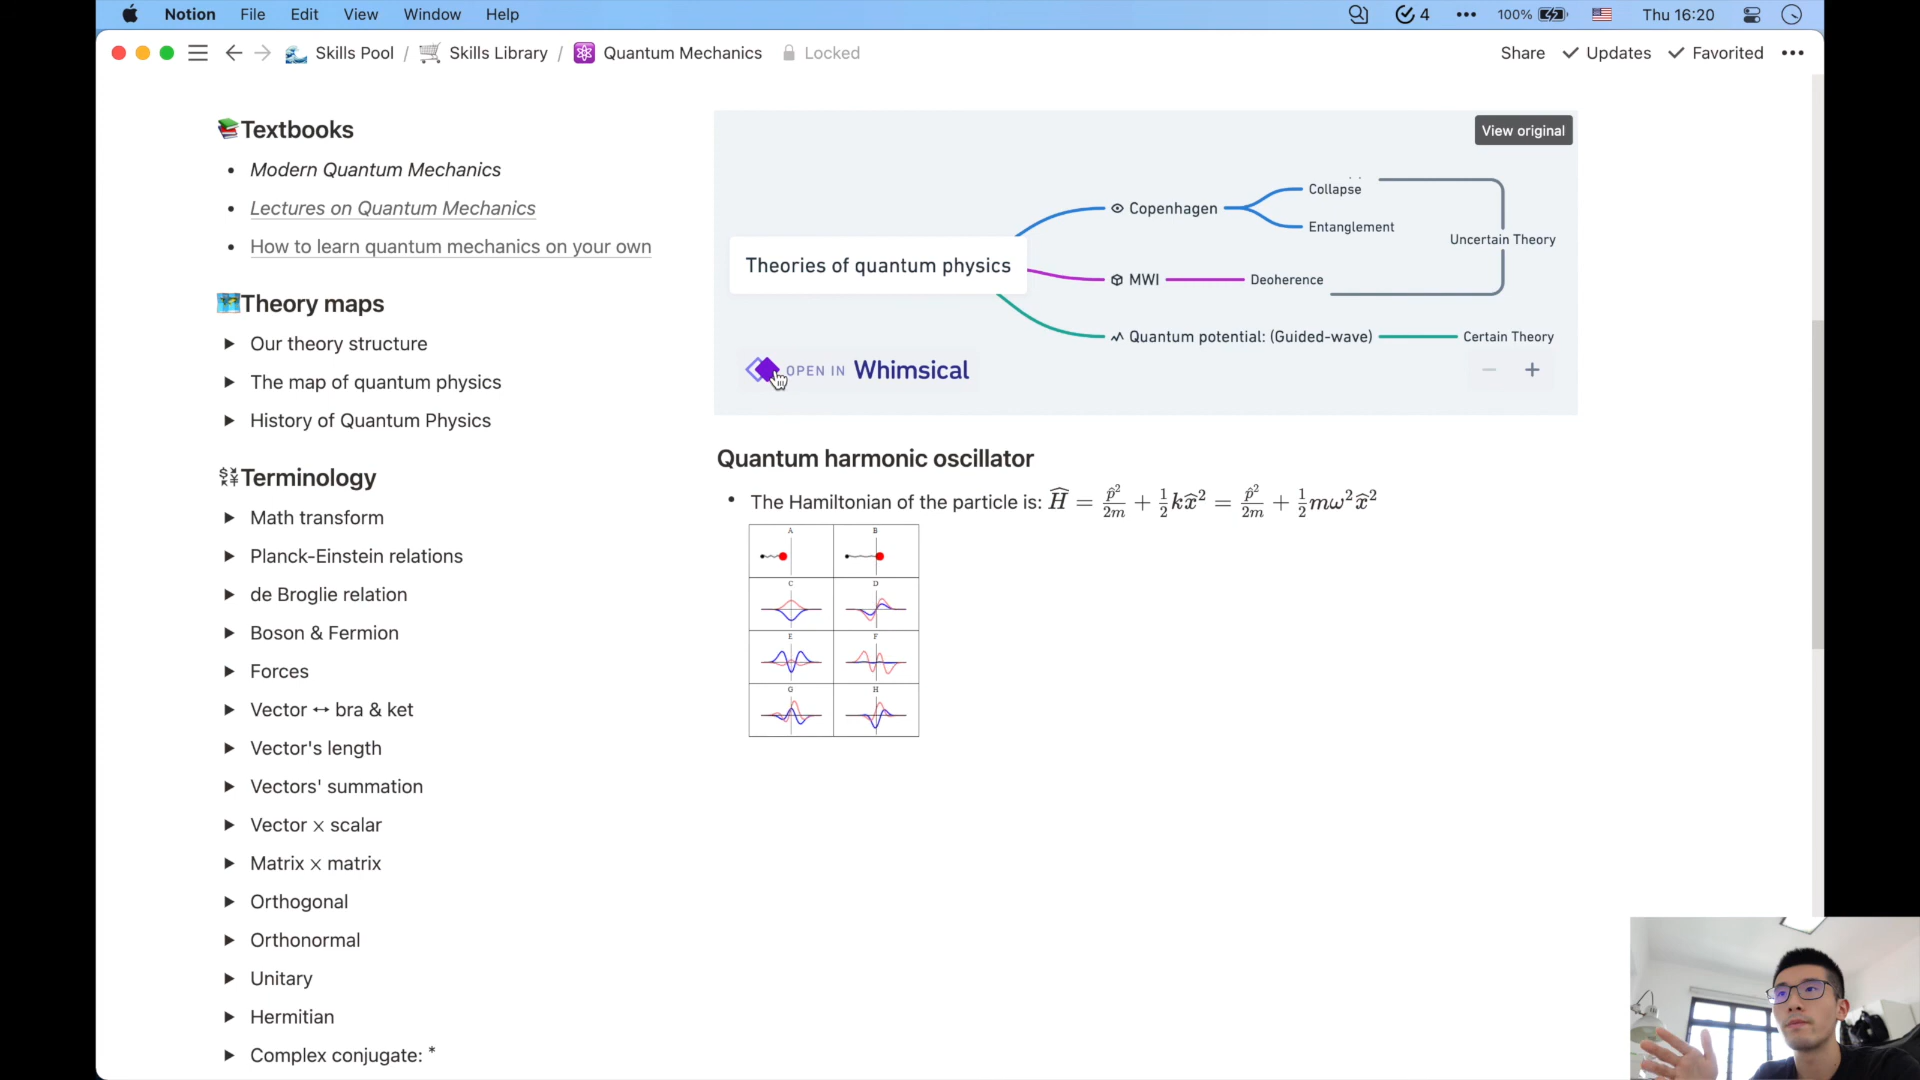 Notion File Edit View Window Help
4 ••• 100% Thu 16:20
Skills Pool / Skills Library / Quantum Mechanics Locked
Share Updates Favorited •••
Textbooks
• Modern Quantum Mechanics
• Lectures on Quantum Mechanics
• How to learn quantum mechanics on your own
Theory maps
Our theory structure
The map of quantum physics
History of Quantum Physics
Terminology
Math transform
Planck-Einstein relations
de Broglie relation
Boson & Fermion
Forces
Vector ↔ bra & ket
Vector's length
Vectors' summation
Vector × scalar
Matrix × matrix
Orthogonal
Orthonormal
Unitary
Hermitian
Complex conjugate: *
View original
Theories of quantum physics
Copenhagen
Collapse
Entanglement
MWI
Deoherence
Uncertain Theory
Quantum potential: (Guided-wave)
Certain Theory
OPEN IN Whimsical
− +
Quantum harmonic oscillator
• The Hamiltonian of the particle is: Ĥ = p̂²/2m + 1/2 kx̂² = p̂²/2m + 1/2 mω²x̂²
A B
C D
E F
G H